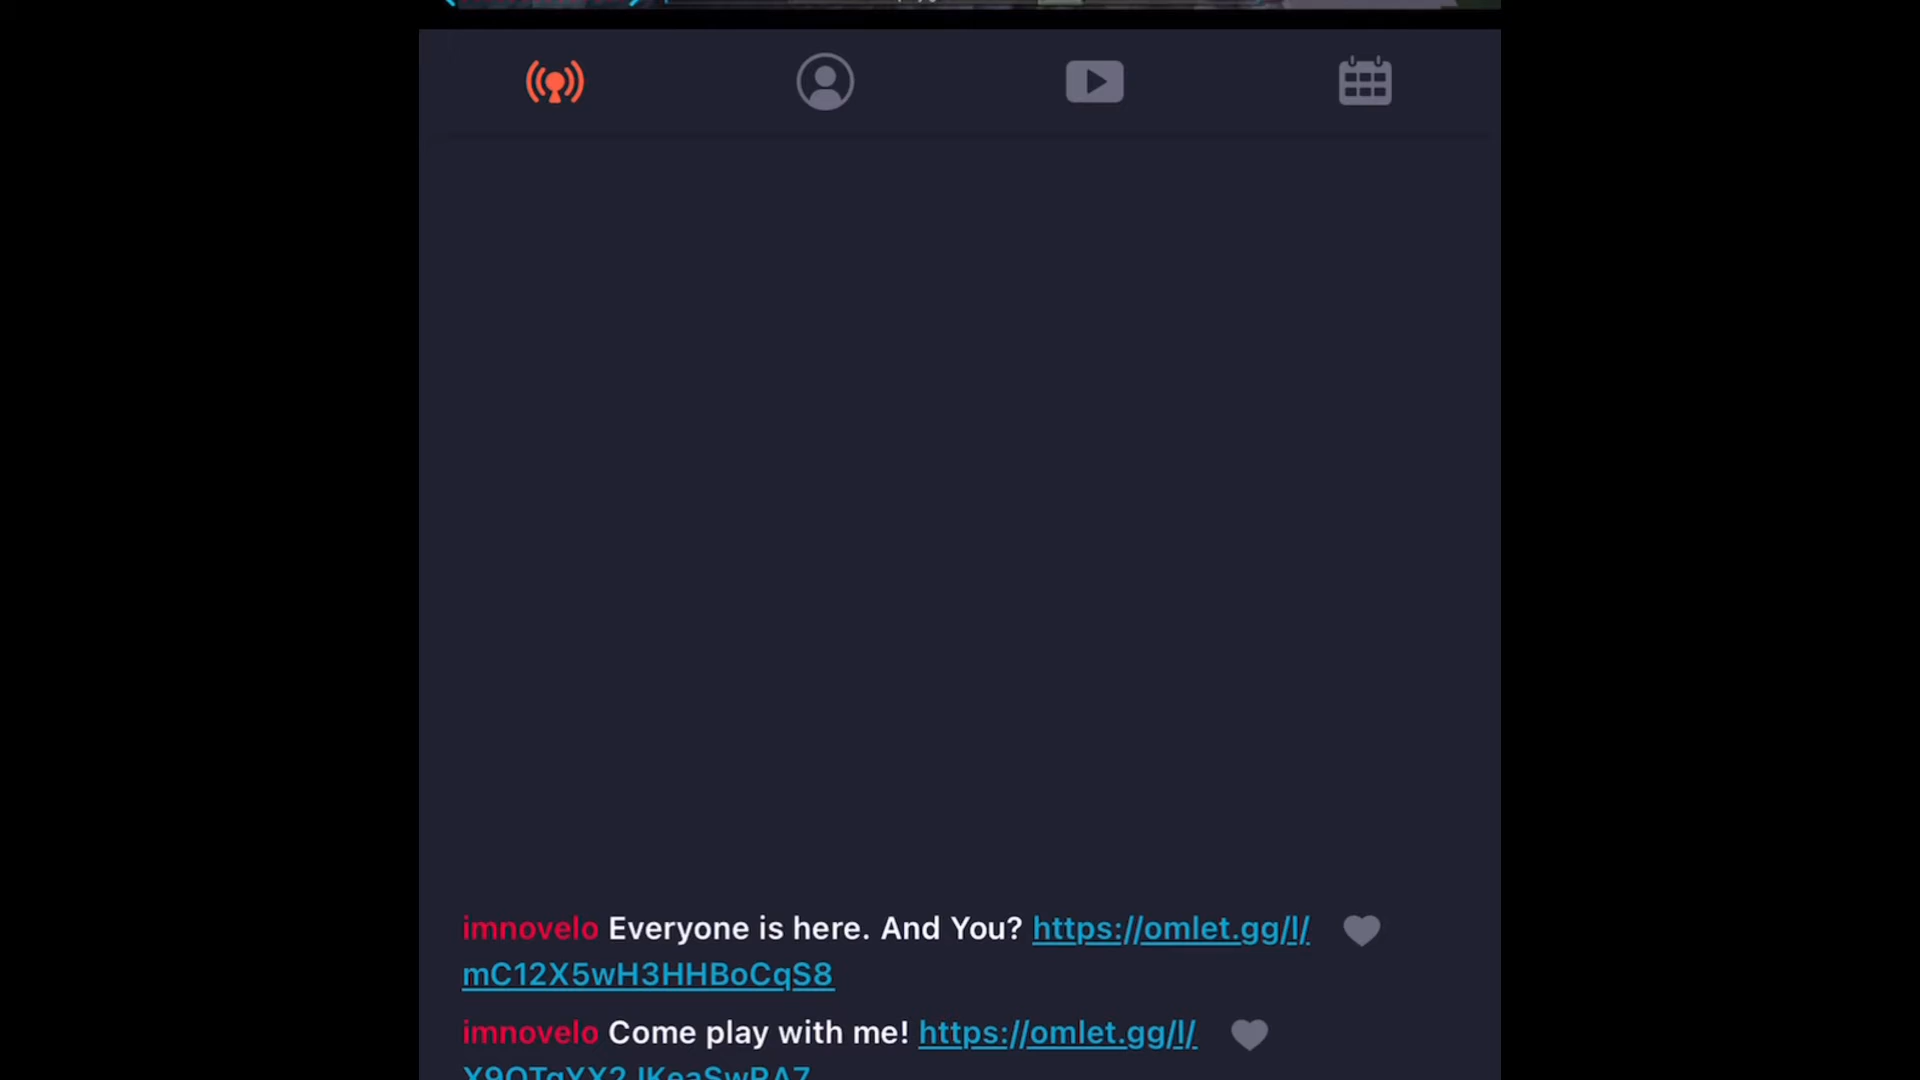 imnovelo Everyone is here. And You? https://omlet.gg/l/
mC12X5wH3HHBoCqS8
imnovelo Come play with me! https://omlet.gg/l/